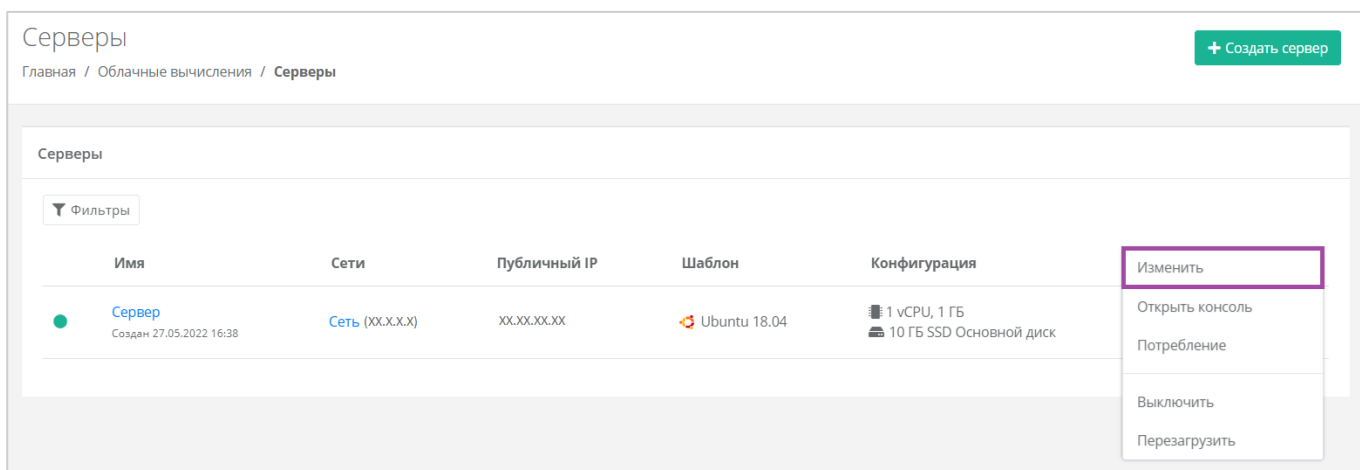 Серверы
+ Создать сервер
Главная / Облачные вычисления / Серверы
Серверы
Фильтры
Имя Сети Публичный IP Шаблон Конфигурация
Сервер
Создан 27.05.2022 16:38
Сеть (XX.X.X.X)
XX.XX.XX.XX
Ubuntu 18.04
1 vCPU, 1 ГБ
10 ГБ SSD Основной диск
Изменить
Открыть консоль
Потребление
Выключить
Перезагрузить